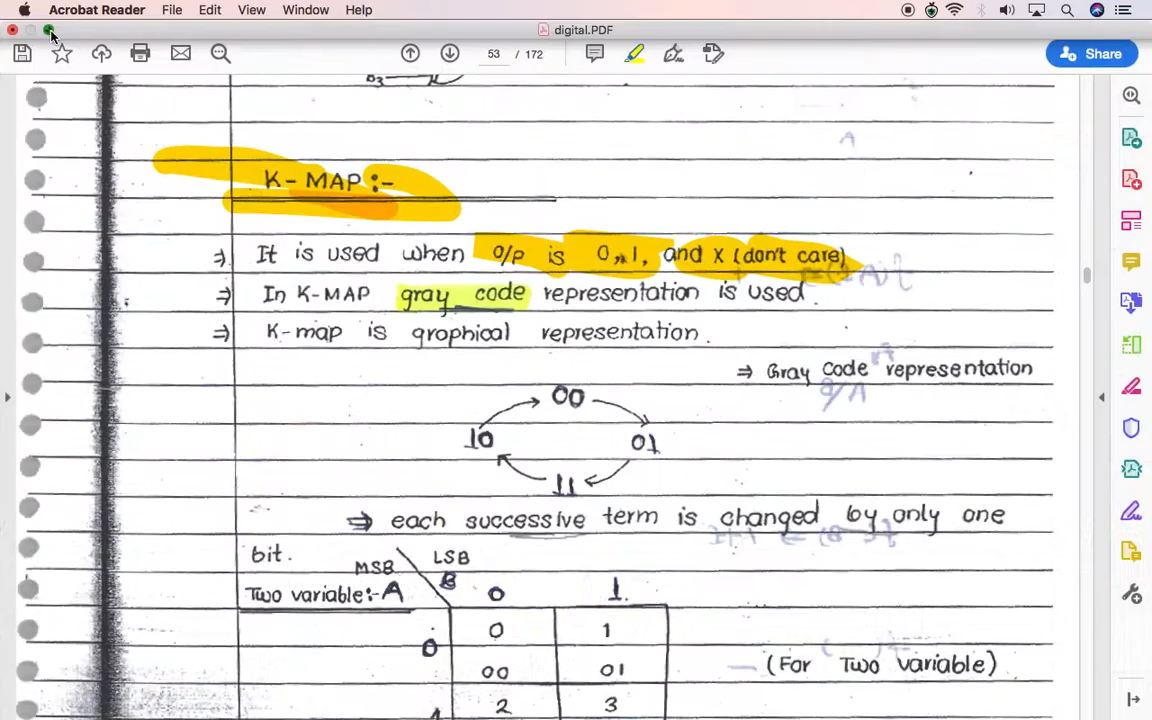 Acrobat Reader File Edit View Window Help
digital.PDF
53 / 172
Share
K-MAP :-
⇒ It is used when O/P is 0, 1, and X (don't care)
⇒ In K-MAP gray code representation is used.
⇒ K-map is graphical representation.
⇒ Gray code representation
00
10 01
11
⇒ each successive term is changed by only one
bit.
MSB LSB
Two variable:- A B 0 1
0 0 1
00 01 (For Two variable)
2 3